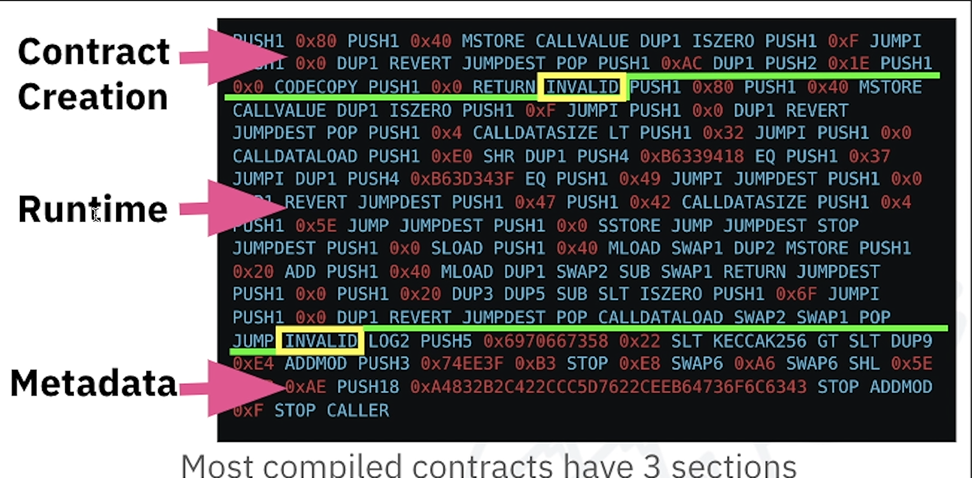 Contract
Creation
Runtime
Metadata
PUSH1 0x80 PUSH1 0x40 MSTORE CALLVALUE DUP1 ISZERO PUSH1 0xF JUMPI
0x0 DUP1 REVERT JUMPDEST POP PUSH1 0xAC DUP1 PUSH2 0x1E PUSH1
0x0 CODECOPY PUSH1 0x0 RETURN INVALID PUSH1 0x80 PUSH1 0x40 MSTORE
CALLVALUE DUP1 ISZERO PUSH1 0xF JUMPI PUSH1 0x0 DUP1 REVERT
JUMPDEST POP PUSH1 0x4 CALLDATASIZE LT PUSH1 0x32 JUMPI PUSH1 0x0
CALLDATALOAD PUSH1 0xE0 SHR DUP1 PUSH4 0xB6339418 EQ PUSH1 0x37
JUMPI DUP1 PUSH4 0xB63D343F EQ PUSH1 0x49 JUMPI JUMPDEST PUSH1 0x0
REVERT JUMPDEST PUSH1 0x47 PUSH1 0x42 CALLDATASIZE PUSH1 0x4
PUSH1 0x5E JUMP JUMPDEST PUSH1 0x0 SSTORE JUMP JUMPDEST STOP
JUMPDEST PUSH1 0x0 SLOAD PUSH1 0x40 MLOAD SWAP1 DUP2 MSTORE PUSH1
0x20 ADD PUSH1 0x40 MLOAD DUP1 SWAP2 SUB SWAP1 RETURN JUMPDEST
PUSH1 0x0 PUSH1 0x20 DUP3 DUP5 SUB SLT ISZERO PUSH1 0x6F JUMPI
PUSH1 0x0 DUP1 REVERT JUMPDEST POP CALLDATALOAD SWAP2 SWAP1 POP
JUMP INVALID LOG2 PUSH5 0x6970667358 0x22 SLT KECCAK256 GT SLT DUP9
0xE4 ADDMOD PUSH3 0x74EE3F 0xB3 STOP 0xE8 SWAP6 0xA6 SWAP6 SHL 0x5E
0xAE PUSH18 0xA4832B2C422CCC5D7622CEEB64736F6C6343 STOP ADDMOD
0xF STOP CALLER
Most compiled contracts have 3 sections